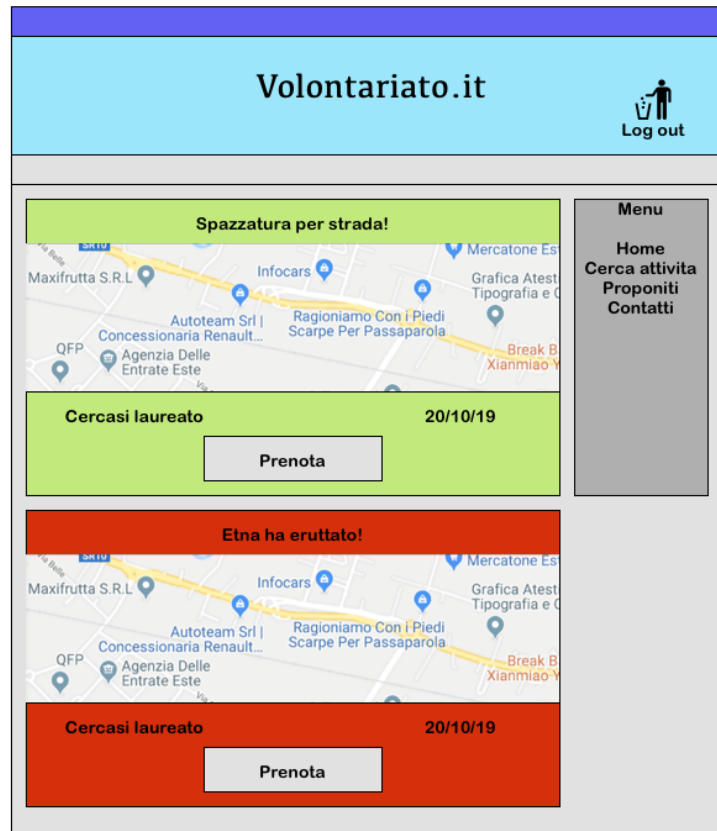 Volontariato.it
Log out
Spazzatura per strada!
SR10
Mercatone Est
Maxifrutta S.R.L
Infocars
Grafica Atest
Tipografia e
Autoteam Srl |
Concessionaria Renault...
Ragioniamo Con i Piedi
Scarpe Per Passaparola
QFP
Agenzia Delle
Entrate Este
Break B
Xianmiao
Cercasi laureato
20/10/19
Prenota
Menu
Home
Cerca attivita
Proponiti
Contatti
Etna ha eruttato!
Via Belle
SR10
Mercatone Est
Maxifrutta S.R.L
Infocars
Grafica Atest
Tipografia e
Autoteam Srl |
Concessionaria Renault...
Ragioniamo Con i Piedi
Scarpe Per Passaparola
QFP
Agenzia Delle
Entrate Este
Break B
Xianmiao
Cercasi laureato
20/10/19
Prenota